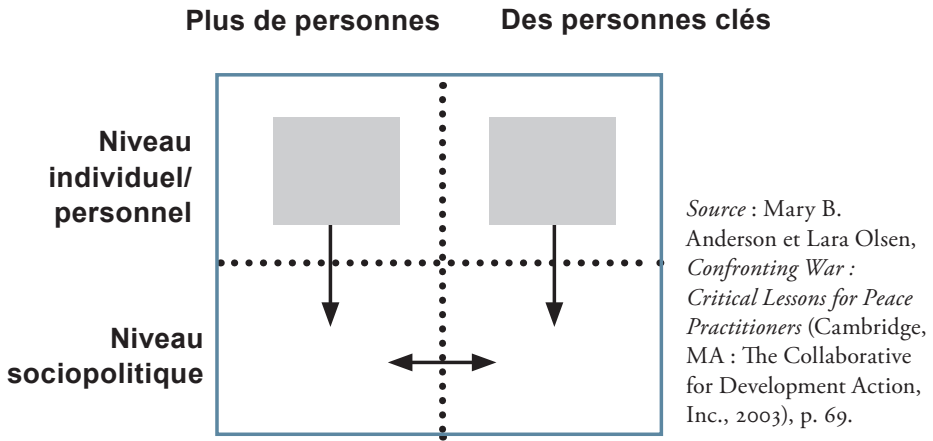 Plus de personnes
Des personnes clés
Niveau
individuel/
personnel
Niveau
sociopolitique
Source : Mary B.
Anderson et Lara Olsen,
Confronting War :
Critical Lessons for Peace
Practitioners (Cambridge,
MA : The Collaborative
for Development Action,
Inc., 2003), p. 69.